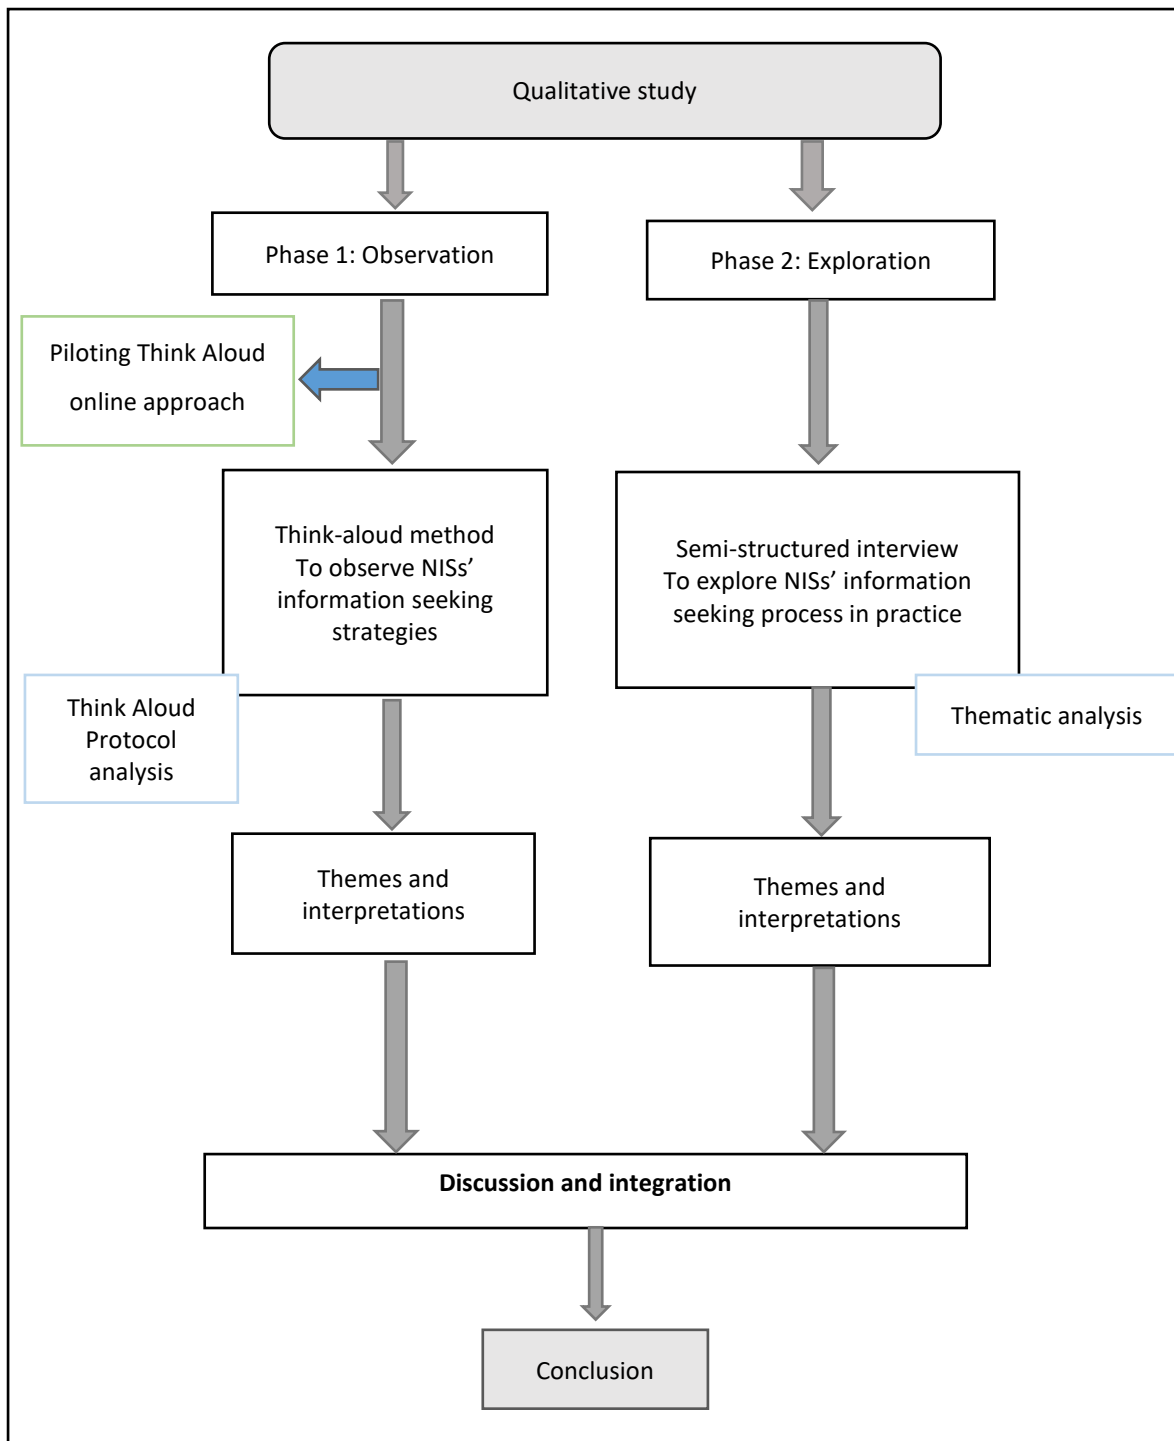 Qualitative study
Phase 1: Observation
Phase 2: Exploration
Piloting Think Aloud
online approach
Think-aloud method
To observe NISs’
information seeking
strategies
Semi-structured interview
To explore NISs’ information
seeking process in practice
Think Aloud
Protocol
analysis
Thematic analysis
Themes and
interpretations
Themes and
interpretations
Discussion and integration
Conclusion